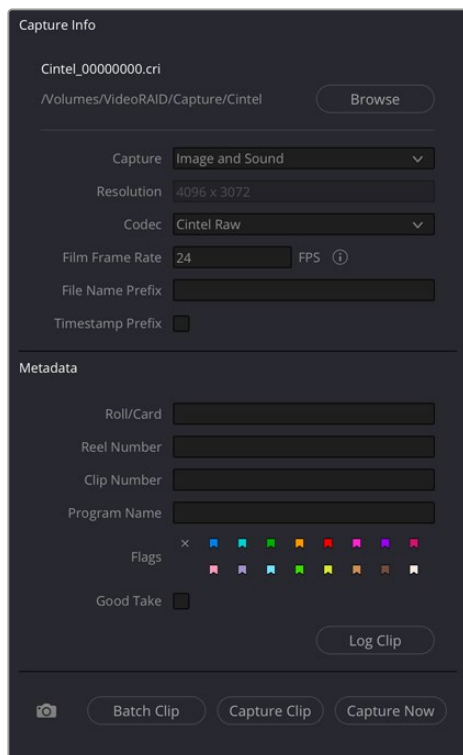 Capture Info
Cintel_00000000.cri
/Volumes/VideoRAID/Capture/Cintel
Browse
Capture Image and Sound
Resolution 4096 x 3072
Codec Cintel Raw
Film Frame Rate 24 FPS
File Name Prefix
Timestamp Prefix
Metadata
Roll/Card
Reel Number
Clip Number
Program Name
Flags
Good Take
Log Clip
Batch Clip Capture Clip Capture Now